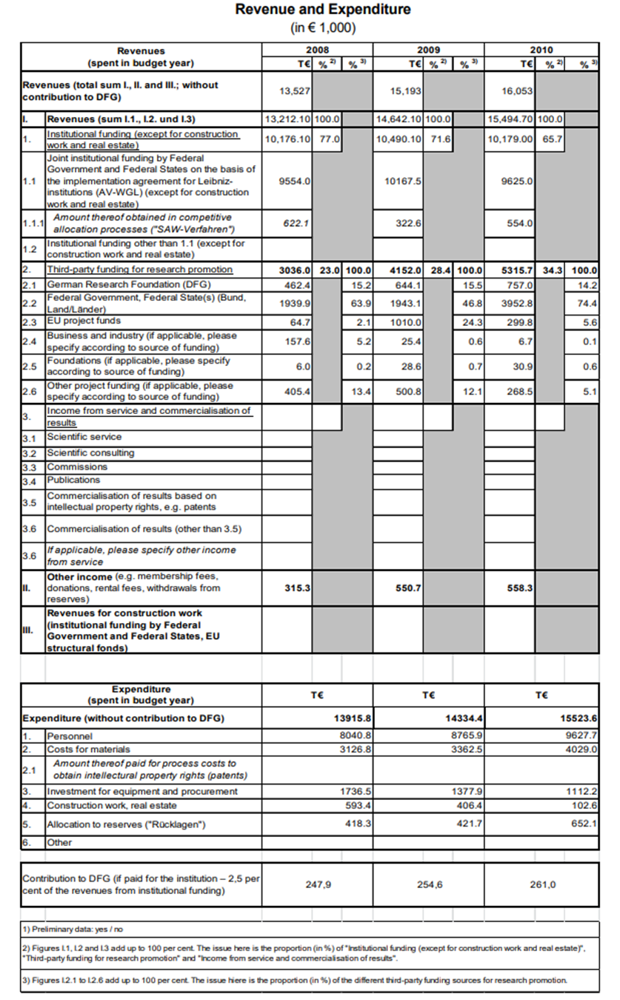 Revenue and Expenditure
(in € 1,000)
Revenues
(spent in budget year)
2008 2009 2010
T€ % 2) % 3) T€ % 2) % 3) T€ % 2) % 3)
Revenues (total sum I., II. and III.; without
contribution to DFG)
13,527 15,193 16,053
I. Revenues (sum I.1., I.2. und I.3) 13,212.10 100.0 14,642.10 100.0 15,494.70 100.0
1. Institutional funding (except for construction
work and real estate)
10,176.10 77.0 10,490.10 71.6 10,179.00 65.7
1.1 Joint institutional funding by Federal
Government and Federal States on the basis of
the implementation agreement for Leibniz-
institutions (AV-WGL) (except for construction
work and real estate)
9554.0 10167.5 9625.0
1.1.1 Amount thereof obtained in competitive
allocation processes ("SAW-Verfahren")
622.1 322.6 554.0
1.2 Institutional funding other than 1.1 (except for
construction work and real estate)
2. Third-party funding for research promotion 3036.0 23.0 100.0 4152.0 28.4 100.0 5315.7 34.3 100.0
2.1 German Research Foundation (DFG) 462.4 15.2 644.1 15.5 757.0 14.2
2.2 Federal Government, Federal State(s) (Bund,
Land/Länder)
1939.9 63.9 1943.1 46.8 3952.8 74.4
2.3 EU project funds 64.7 2.1 1010.0 24.3 299.8 5.6
2.4 Business and industry (if applicable, please
specify according to source of funding)
157.6 5.2 25.4 0.6 6.7 0.1
2.5 Foundations (if applicable, please specify
according to source of funding)
6.0 0.2 28.6 0.7 30.9 0.6
2.6 Other project funding (if applicable, please
specify according to source of funding)
405.4 13.4 500.8 12.1 268.5 5.1
3. Income from service and commercialisation of
results
3.1 Scientific service
3.2 Scientific consulting
3.3 Commissions
3.4 Publications
3.5 Commercialisation of results based on
intellectual property rights, e.g. patents
3.6 Commercialisation of results (other than 3.5)
3.6 If applicable, please specify other income
from service
II. Other income (e.g. membership fees,
donations, rental fees, withdrawals from
reserves)
315.3 550.7 558.3
III. Revenues for construction work
(institutional funding by Federal
Government and Federal States, EU
structural fonds)
Expenditure
(spent in budget year)
T€ T€ T€
Expenditure (without contribution to DFG) 13915.8 14334.4 15523.6
1. Personnel 8040.8 8765.9 9627.7
2. Costs for materials 3126.8 3362.5 4029.0
2.1 Amount thereof paid for process costs to
obtain intellectural property rights (patents)
3. Investment for equipment and procurement 1736.5 1377.9 1112.2
4. Construction work, real estate 593.4 406.4 102.6
5. Allocation to reserves ("Rücklagen") 418.3 421.7 652.1
6. Other
Contribution to DFG (if paid for the institution – 2,5 per
cent of the revenues from institutional funding)
247,9 254,6 261,0
1) Preliminary data: yes / no
2) Figures I.1, I.2 and I.3 add up to 100 per cent. The issue here is the proportion (in %) of "Institutional funding (except for construction work and real estate)",
"Third-party funding for research promotion" and "Income from service and commercialisation of results".
3) Figures I.2.1 to I.2.6 add up to 100 per cent. The issue hiere is the proportion (in %) of the different third-party funding sources for research promotion.